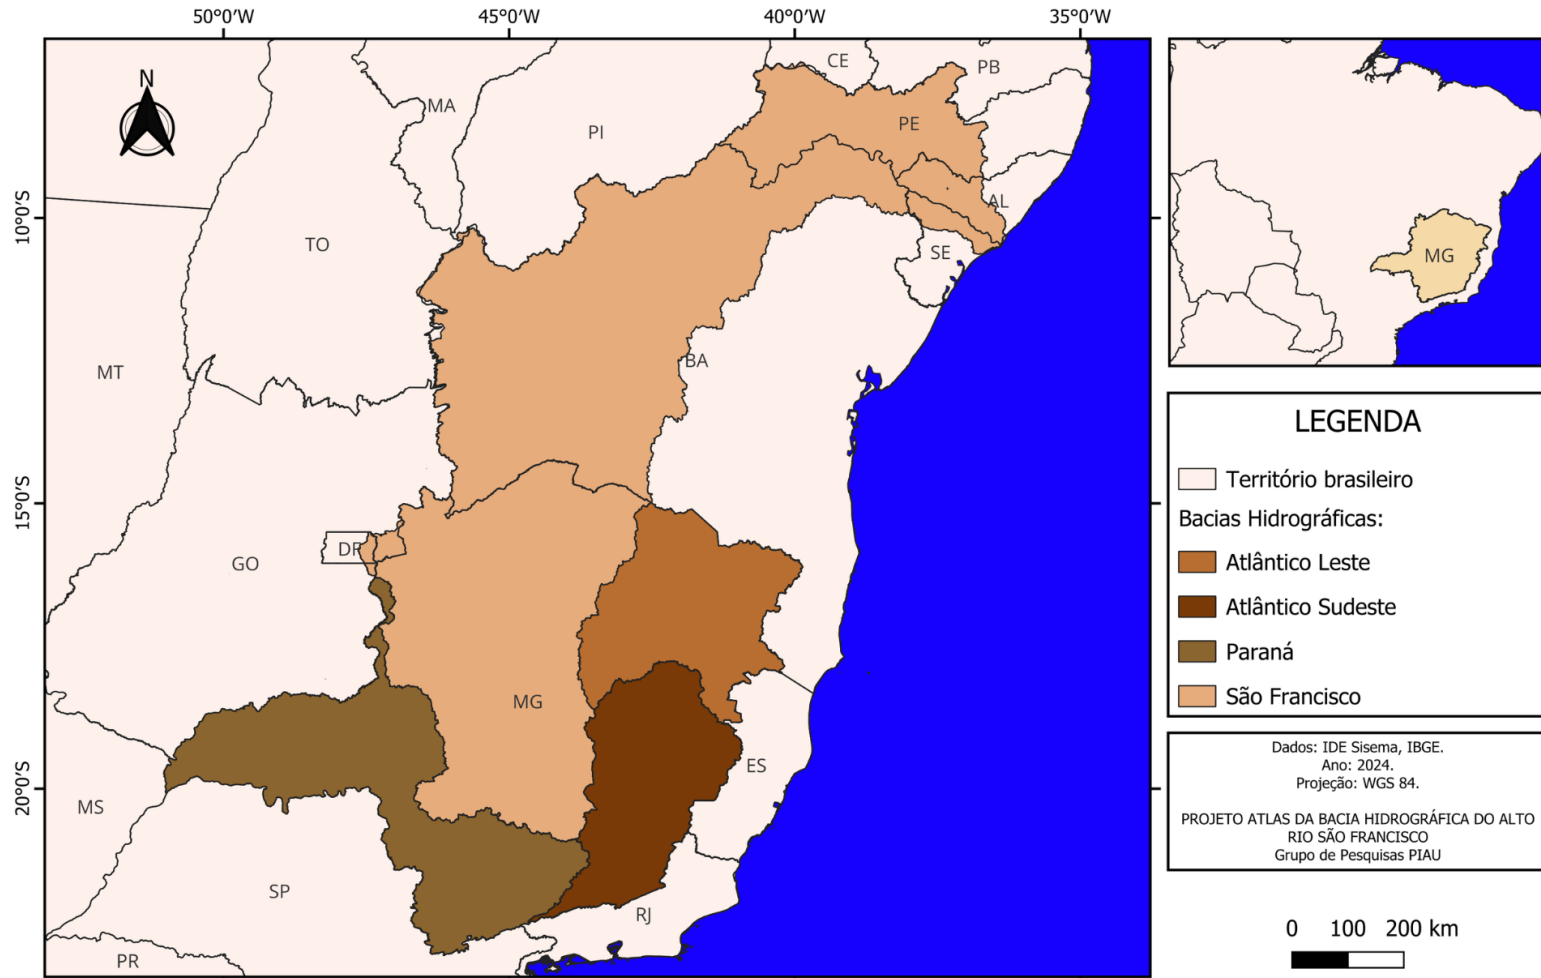 50°0'W
45°0'W
40°0'W
35°0'W
10°0'S
15°0'S
20°0'S
N
CE
PB
MA
PI
PE
AL
TO
SE
MT
BA
DF
GO
MG
ES
MS
SP
RJ
PR
MG
LEGENDA
Território brasileiro
Bacias Hidrográficas:
Atlântico Leste
Atlântico Sudeste
Paraná
São Francisco
Dados: IDE Sisema, IBGE.
Ano: 2024.
Projeção: WGS 84.
PROJETO ATLAS DA BACIA HIDROGRÁFICA DO ALTO
RIO SÃO FRANCISCO
Grupo de Pesquisas PIAU
0 100 200 km